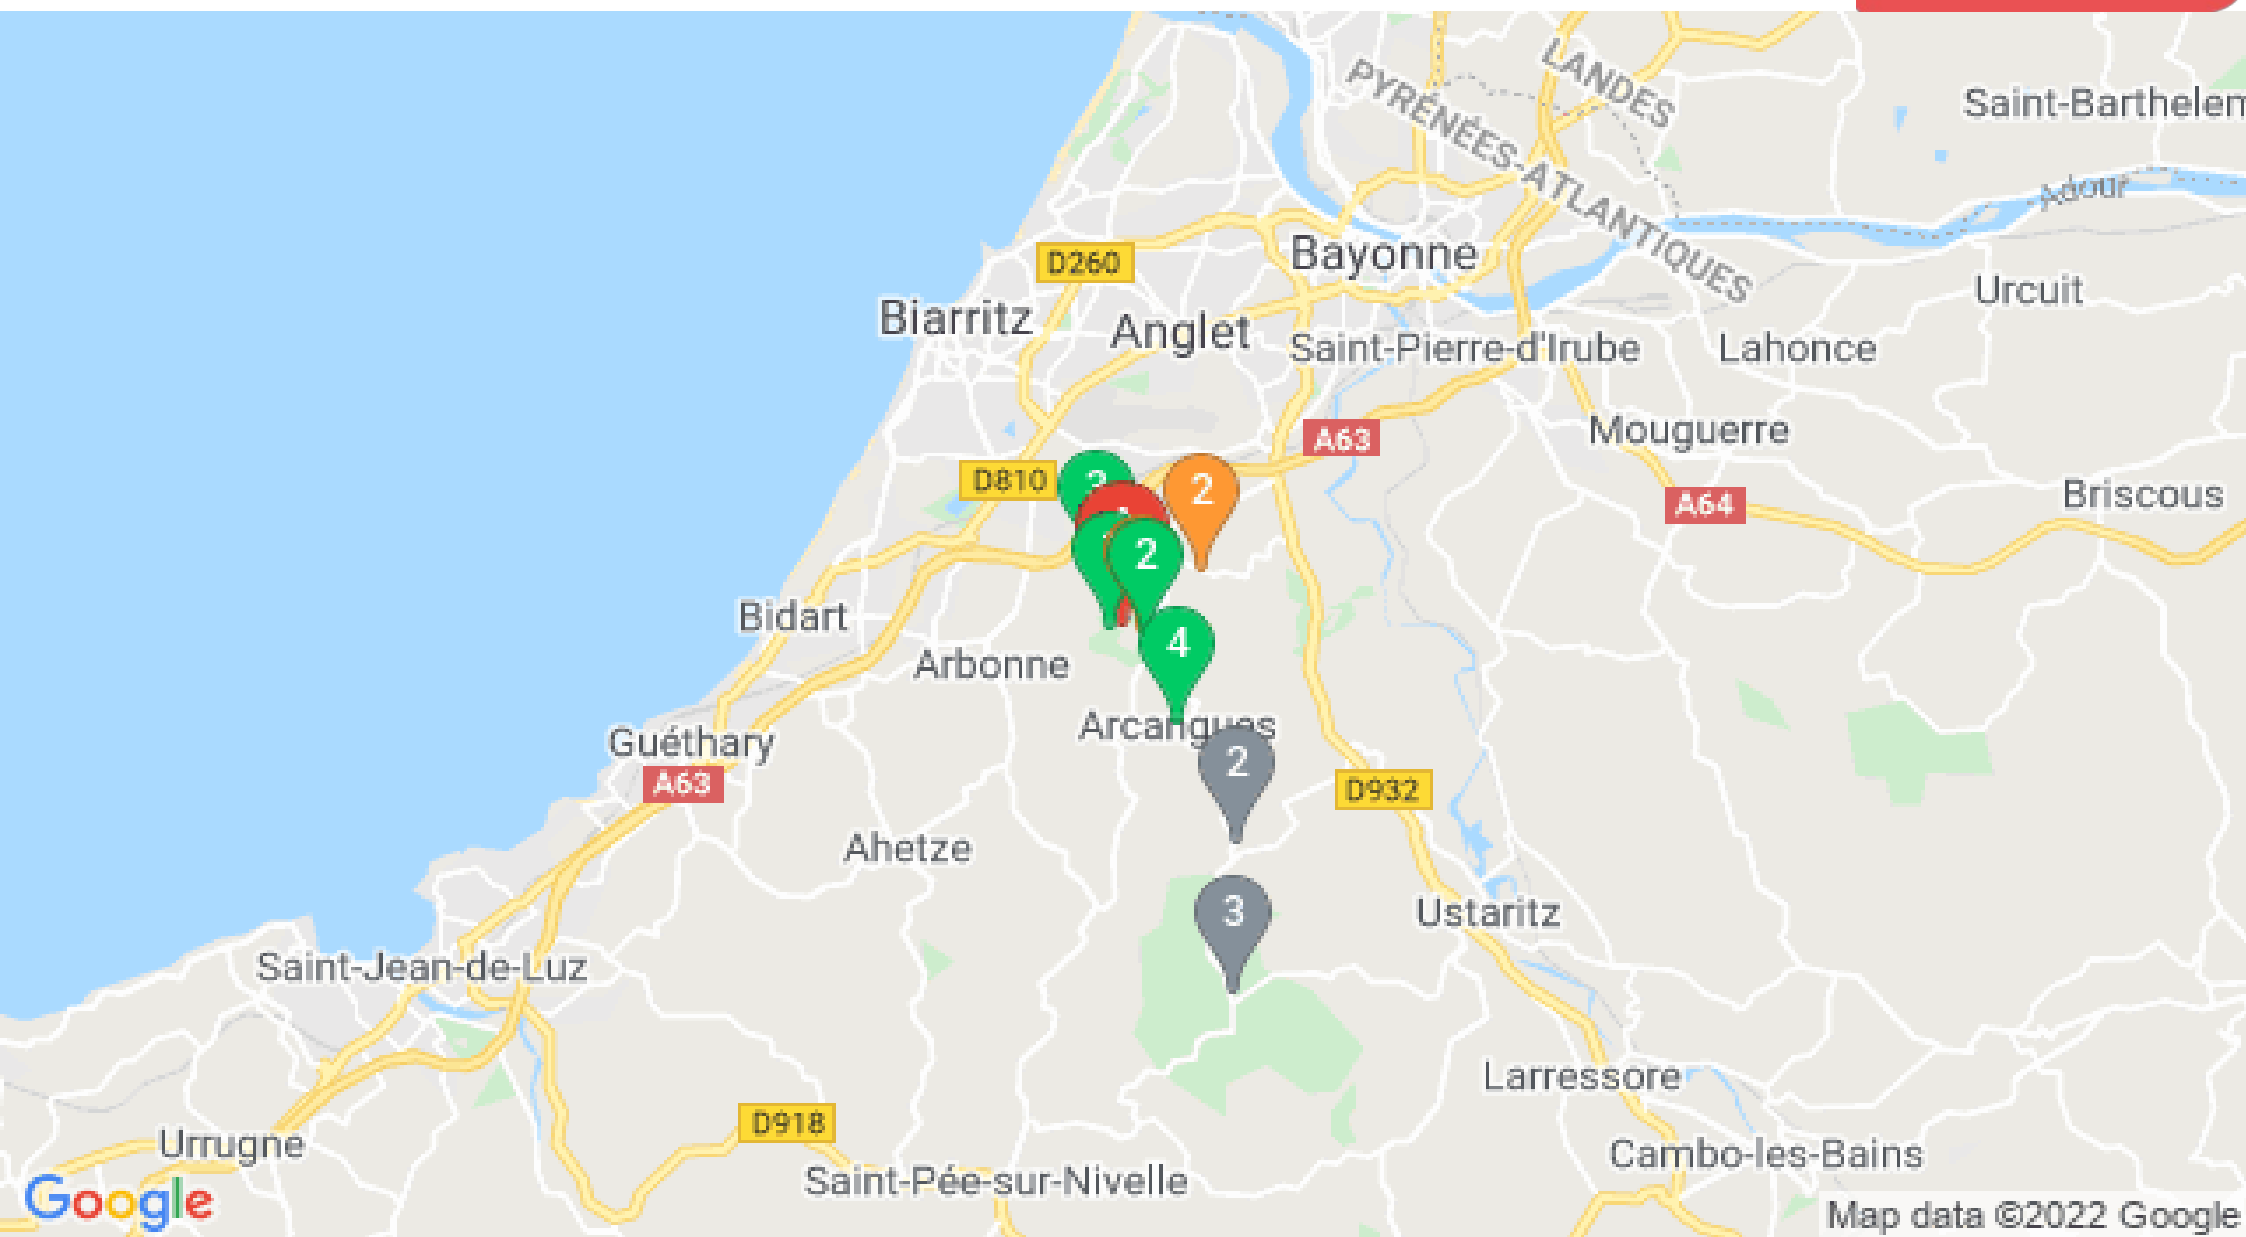 LANDES
PYRÉNÉES-ATLANTIQUES
Saint-Barthelem
Adour
D260
Bayonne
Urcuit
Biarritz
Anglet
Saint-Pierre-d'Irube
Lahonce
A63
Mouguerre
D810
2
A64
Briscous
2
Bidart
Arbonne
4
Arcangues
Guéthary
A63
2
D932
Ahetze
3
Ustaritz
Saint-Jean-de-Luz
Larressore
D918
Urrugne
Cambo-les-Bains
Saint-Pée-sur-Nivelle
Google
Map data ©2022 Google